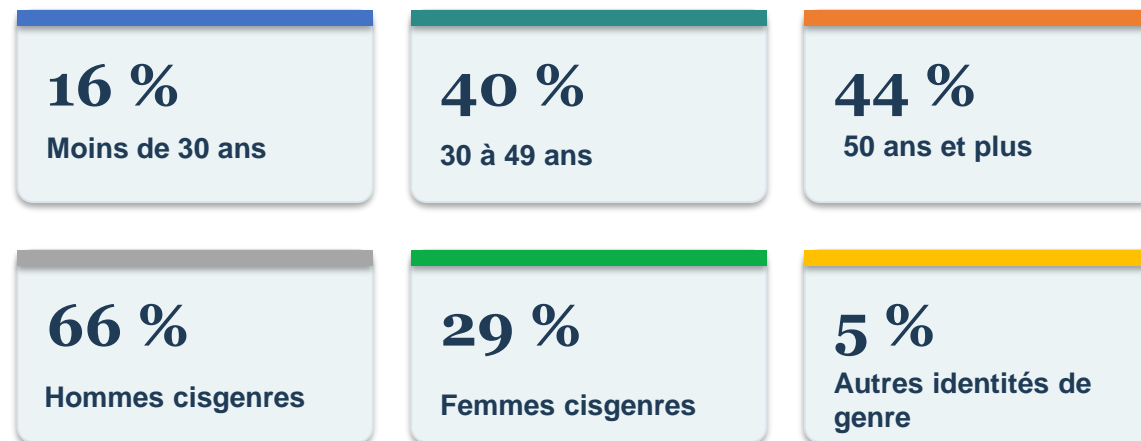 16 %
Moins de 30 ans
40 %
30 à 49 ans
44 %
50 ans et plus
66 %
Hommes cisgenres
29 %
Femmes cisgenres
5 %
Autres identités de
genre